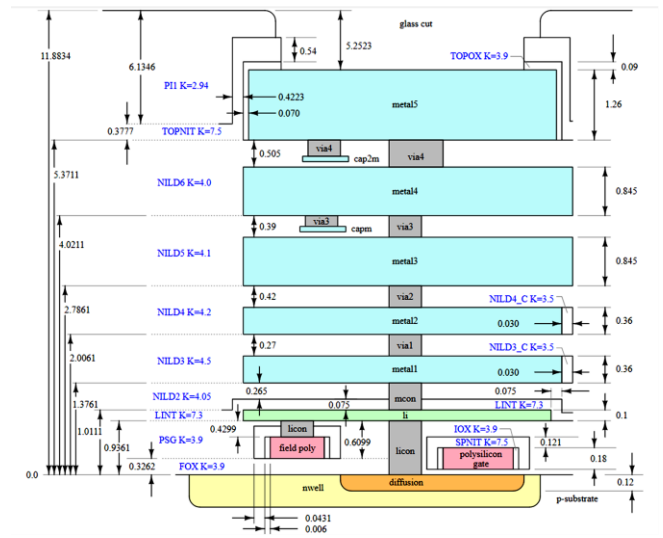 glass cut
11.8834
6.1346
0.54
5.2523
TOPOX K=3.9
0.09
PI1 K=2.94
0.4223
0.070
metal5
1.26
0.3777
TOPNIT K=7.5
0.505
via4
cap2m
via4
5.3711
NILD6 K=4.0
metal4
0.845
4.0211
0.39
via3
capm
via3
NILD5 K=4.1
metal3
0.845
2.7861
0.42
via2
NILD4_C K=3.5
NILD4 K=4.2
metal2
0.030
0.36
2.0061
0.27
via1
NILD3_C K=3.5
NILD3 K=4.5
metal1
0.030
0.36
1.3761
0.265
0.075
NILD2 K=4.05
0.075
mcon
LINT K=7.3
LINT K=7.3
li
0.1
1.0111
0.4299
licon
IOX K=3.9
0.9361
PSG K=3.9
0.6099
licon
SPNIT K=7.5
0.121
field poly
polysilicon
gate
0.18
0.3262
FOX K=3.9
0.0
nwell
diffusion
0.12
p-substrate
0.0431
0.006